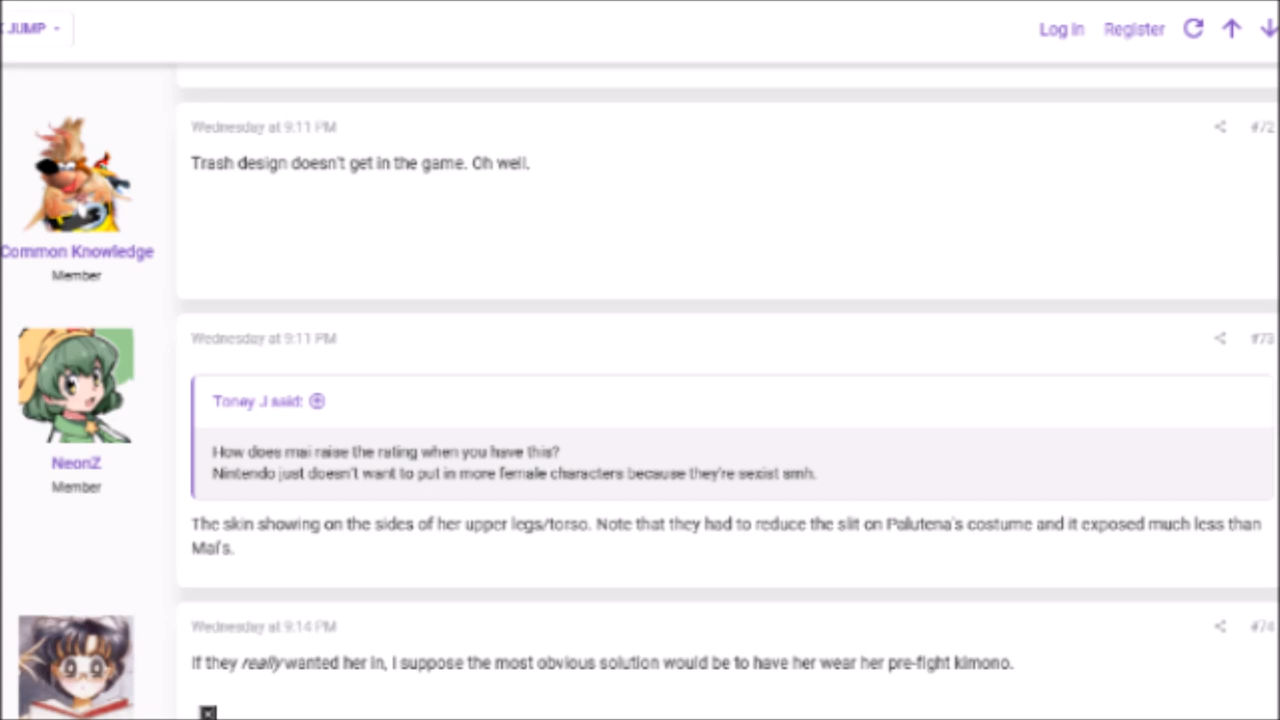 JUMP
Log in Register
Wednesday at 9:11 PM #72
Trash design doesn't get in the game. Oh well.
Common Knowledge
Member
Wednesday at 9:11 PM #73
Toney J said:
How does mai raise the rating when you have this?
Nintendo just doesn't want to put in more female characters because they're sexist smh.
NeonZ
Member
The skin showing on the sides of her upper legs/torso. Note that they had to reduce the slit on Palutena's costume and it exposed much less than
Mai's.
Wednesday at 9:14 PM #74
If they really wanted her in, I suppose the most obvious solution would be to have her wear her pre-fight kimono.